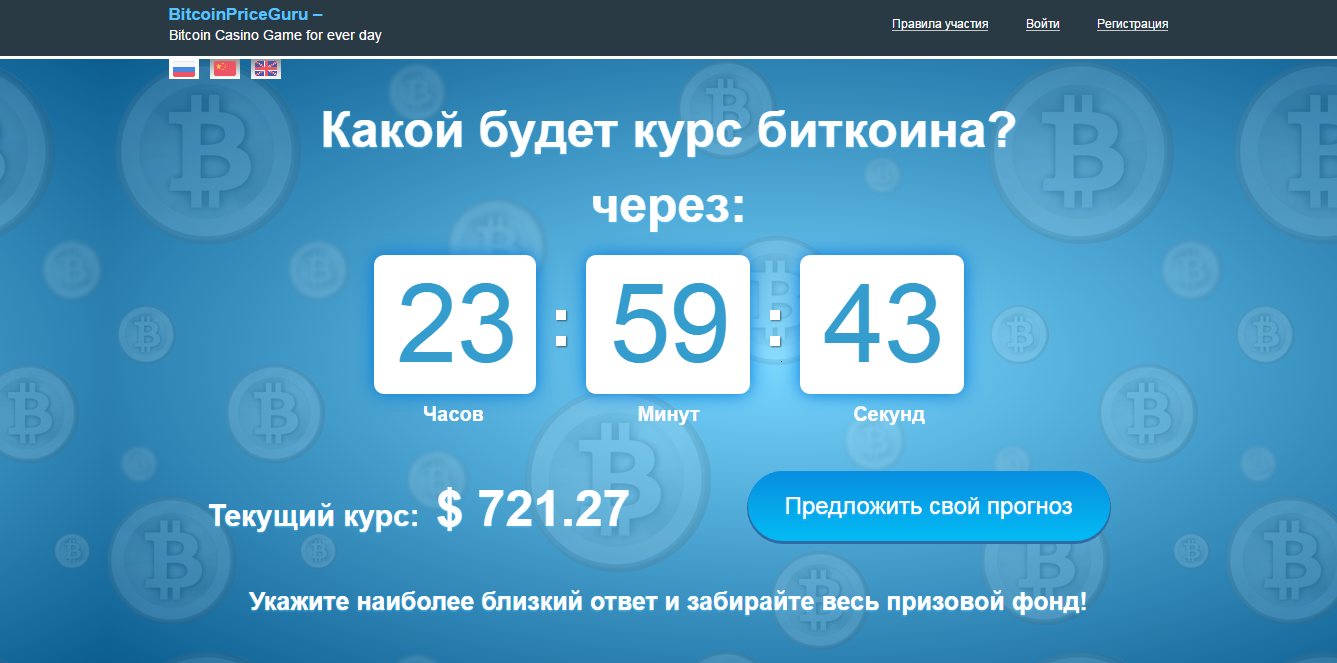 BitcoinPriceGuru –
Bitcoin Casino Game for ever day
Правила участия Войти Регистрация
Какой будет курс биткоина?
через:
23 : 59 : 43
Часов Минут Секунд
Текущий курс: $ 721.27
Предложить свой прогноз
Укажите наиболее близкий ответ и забирайте весь призовой фонд!